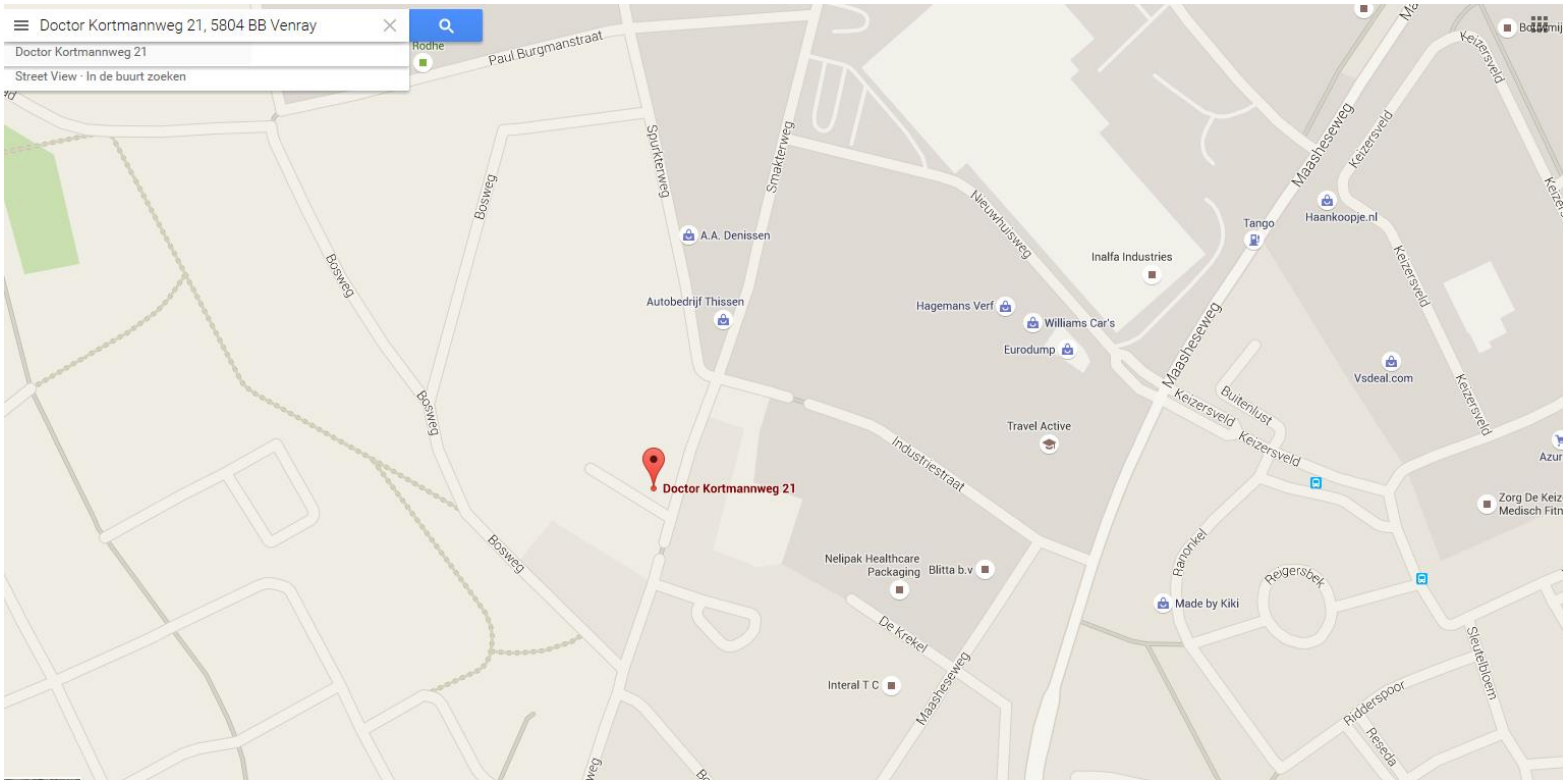 Doctor Kortmannweg 21, 5804 BB Venray
Doctor Kortmannweg 21
Street View · In de buurt zoeken
Rodhe
Paul Burgmanstraat
Spurkterweg
Smakterweg
Bosweg
Bosweg
Bosweg
Bosweg
A.A. Denissen
Autobedrijf Thissen
Nieuwhuisweg
Inalfa Industries
Hagemans Verf
Williams Car's
Eurodump
Travel Active
Industriestraat
Doctor Kortmannweg 21
Nelipak Healthcare
Packaging
Blitta b.v
De Krekel
Interal T C
Maasheseweg
Maasheseweg
Maasheseweg
Tango
Haankoopje.nl
Keizersveld
Keizersveld
Keizersveld
Keizersveld
Keizersveld
Keizersveld
Vsdeal.com
Buitenlust
Zorg De Keiz
Medisch Fitn
Azur
Ranonkel
Reigersbek
Made by Kiki
Sleutelbloem
Ridderspoor
Reseda
weg
Bo
Ma